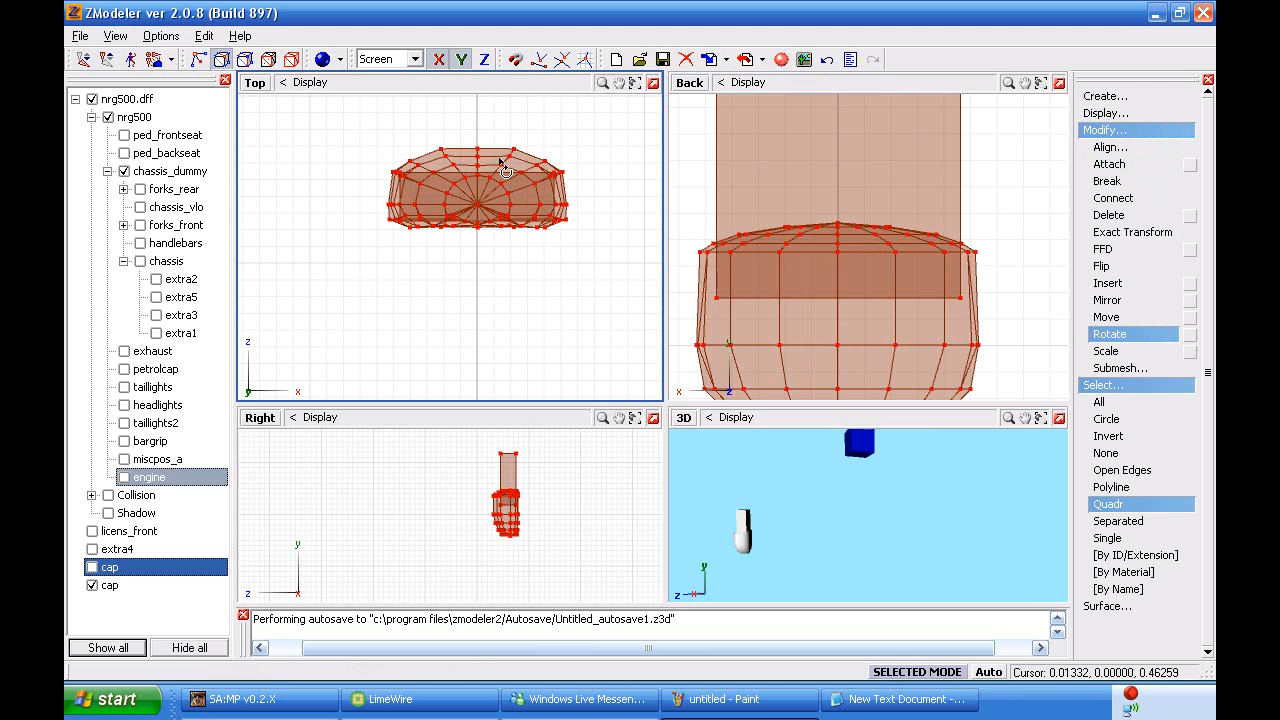 ZModeler ver 2.0.8 (Build 897)
File View Options Edit Help
Screen X Y Z
nrg500.dff
nrg500
ped_frontseat
ped_backseat
chassis_dummy
forks_rear
chassis_vlo
forks_front
handlebars
chassis
extra2
extra5
extra3
extra1
exhaust
petrolcap
taillights
headlights
taillights2
bargrip
miscpos_a
engine
Collision
Shadow
licens_front
extra4
cap
cap
Show all Hide all
Top < Display
z
y x
Back < Display
y
x z
Right < Display
y
z x
3D < Display
y
z x
Performing autosave to "c:\program files\zmodeler2/Autosave/Untitled_autosave1.z3d"
Create...
Display...
Modify...
Align...
Attach
Break
Connect
Delete
Exact Transform
FFD
Flip
Insert
Mirror
Move
Rotate
Scale
Submesh...
Select...
All
Circle
Invert
None
Open Edges
Polyline
Quadr
Separated
Single
[By ID/Extension]
[By Material]
[By Name]
Surface...
SELECTED MODE Auto Cursor: 0.01332, 0.00000, 0.46259
start SA:MP v0.2.X LimeWire Windows Live Messen... untitled - Paint New Text Document -...